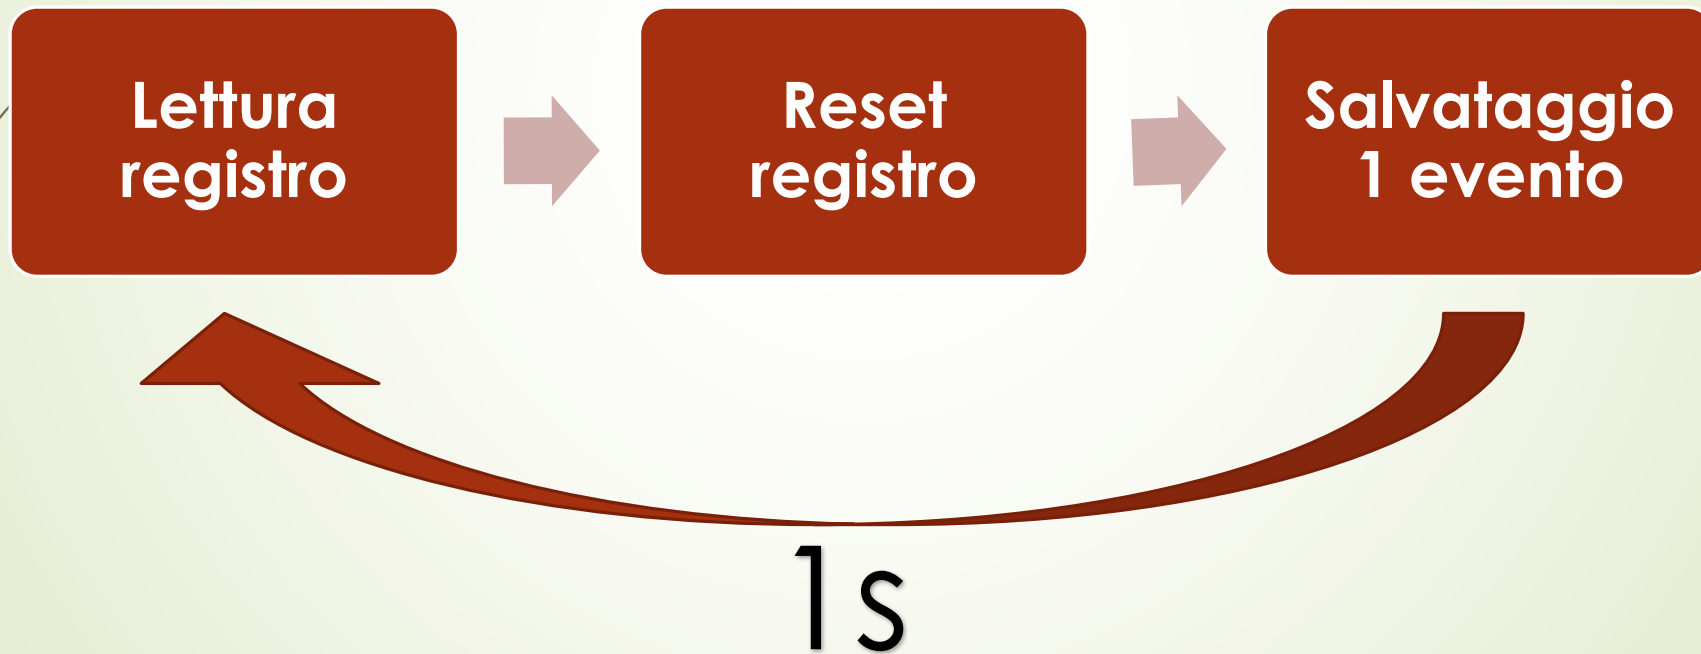 Lettura
registro
Reset
registro
Salvataggio
1 evento
1s